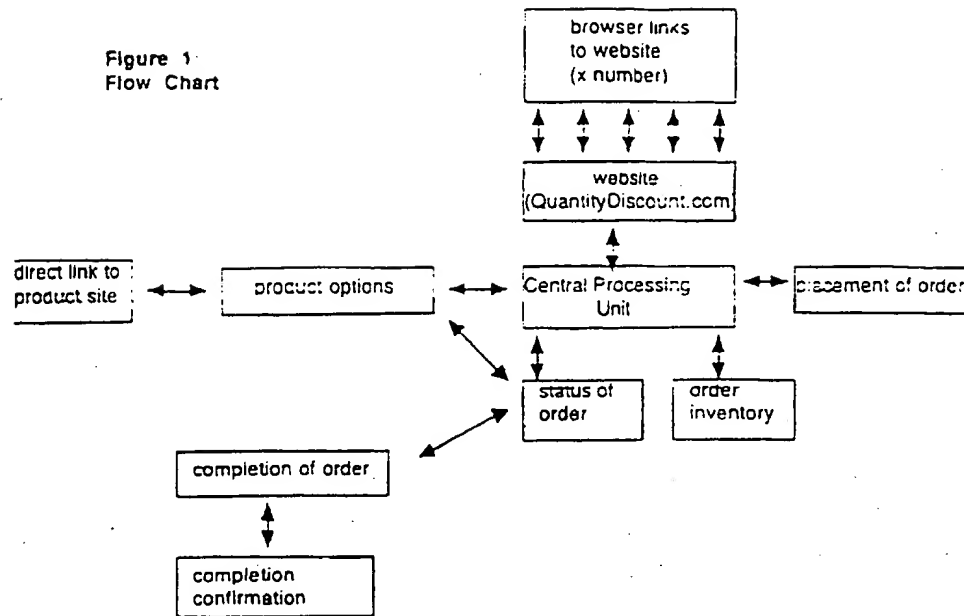 Figure 1
Flow Chart
browser links
to website
(x number)
website
(QuantityDiscount.com
direct link to
product site
product options
Central Processing
Unit
placement of order
status of
order
order
inventory
completion of order
completion
confirmation